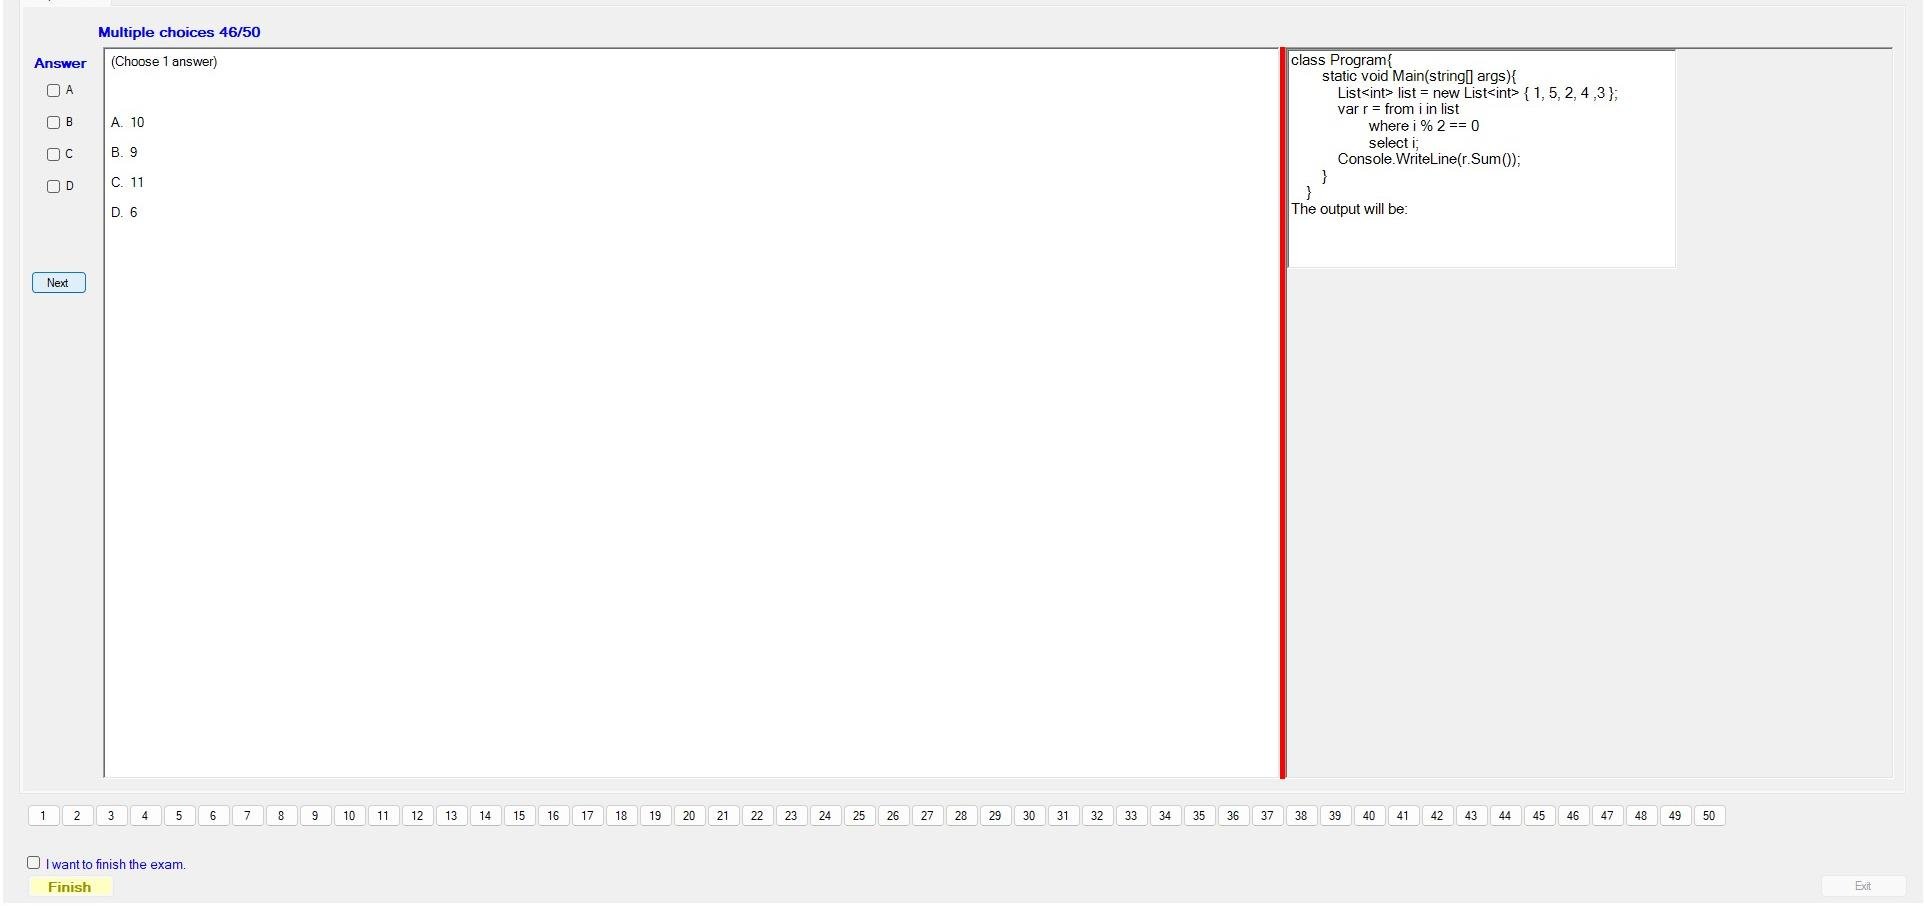 Multiple choices 46/50
Answer
A
B
C
D
Next
(Choose 1 answer)
A. 10
B. 9
C. 11
D. 6
class Program{
static void Main(string[] args){
List<int> list = new List<int> { 1, 5, 2, 4 ,3 };
var r = from i in list
where i % 2 == 0
select i;
Console.WriteLine(r.Sum());
}
}
The output will be:
1 2 3 4 5 6 7 8 9 10 11 12 13 14 15 16 17 18 19 20 21 22 23 24 25 26 27 28 29 30 31 32 33 34 35 36 37 38 39 40 41 42 43 44 45 46 47 48 49 50
I want to finish the exam.
Finish
Exit